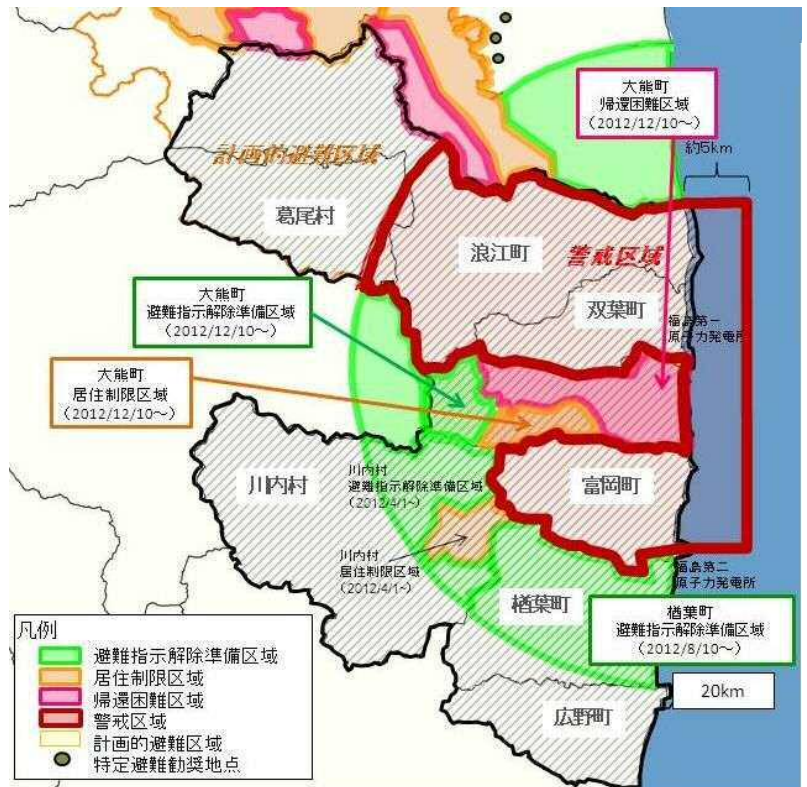 大熊町
帰還困難区域
（2012/12/10～）
約5km
計画的避難区域
葛尾村
浪江町
警戒区域
大熊町
避難指示解除準備区域
（2012/12/10～）
双葉町
福島第一
原子力発電所
大熊町
居住制限区域
（2012/12/10～）
川内村
川内村
避難指示解除準備区域
（2012/4/1～）
富岡町
川内村
居住制限区域
（2012/4/1～）
福島第二
原子力発電所
楢葉町
楢葉町
避難指示解除準備区域
（2012/8/10～）
20km
広野町
凡例
避難指示解除準備区域
居住制限区域
帰還困難区域
警戒区域
計画的避難区域
特定避難勧奨地点